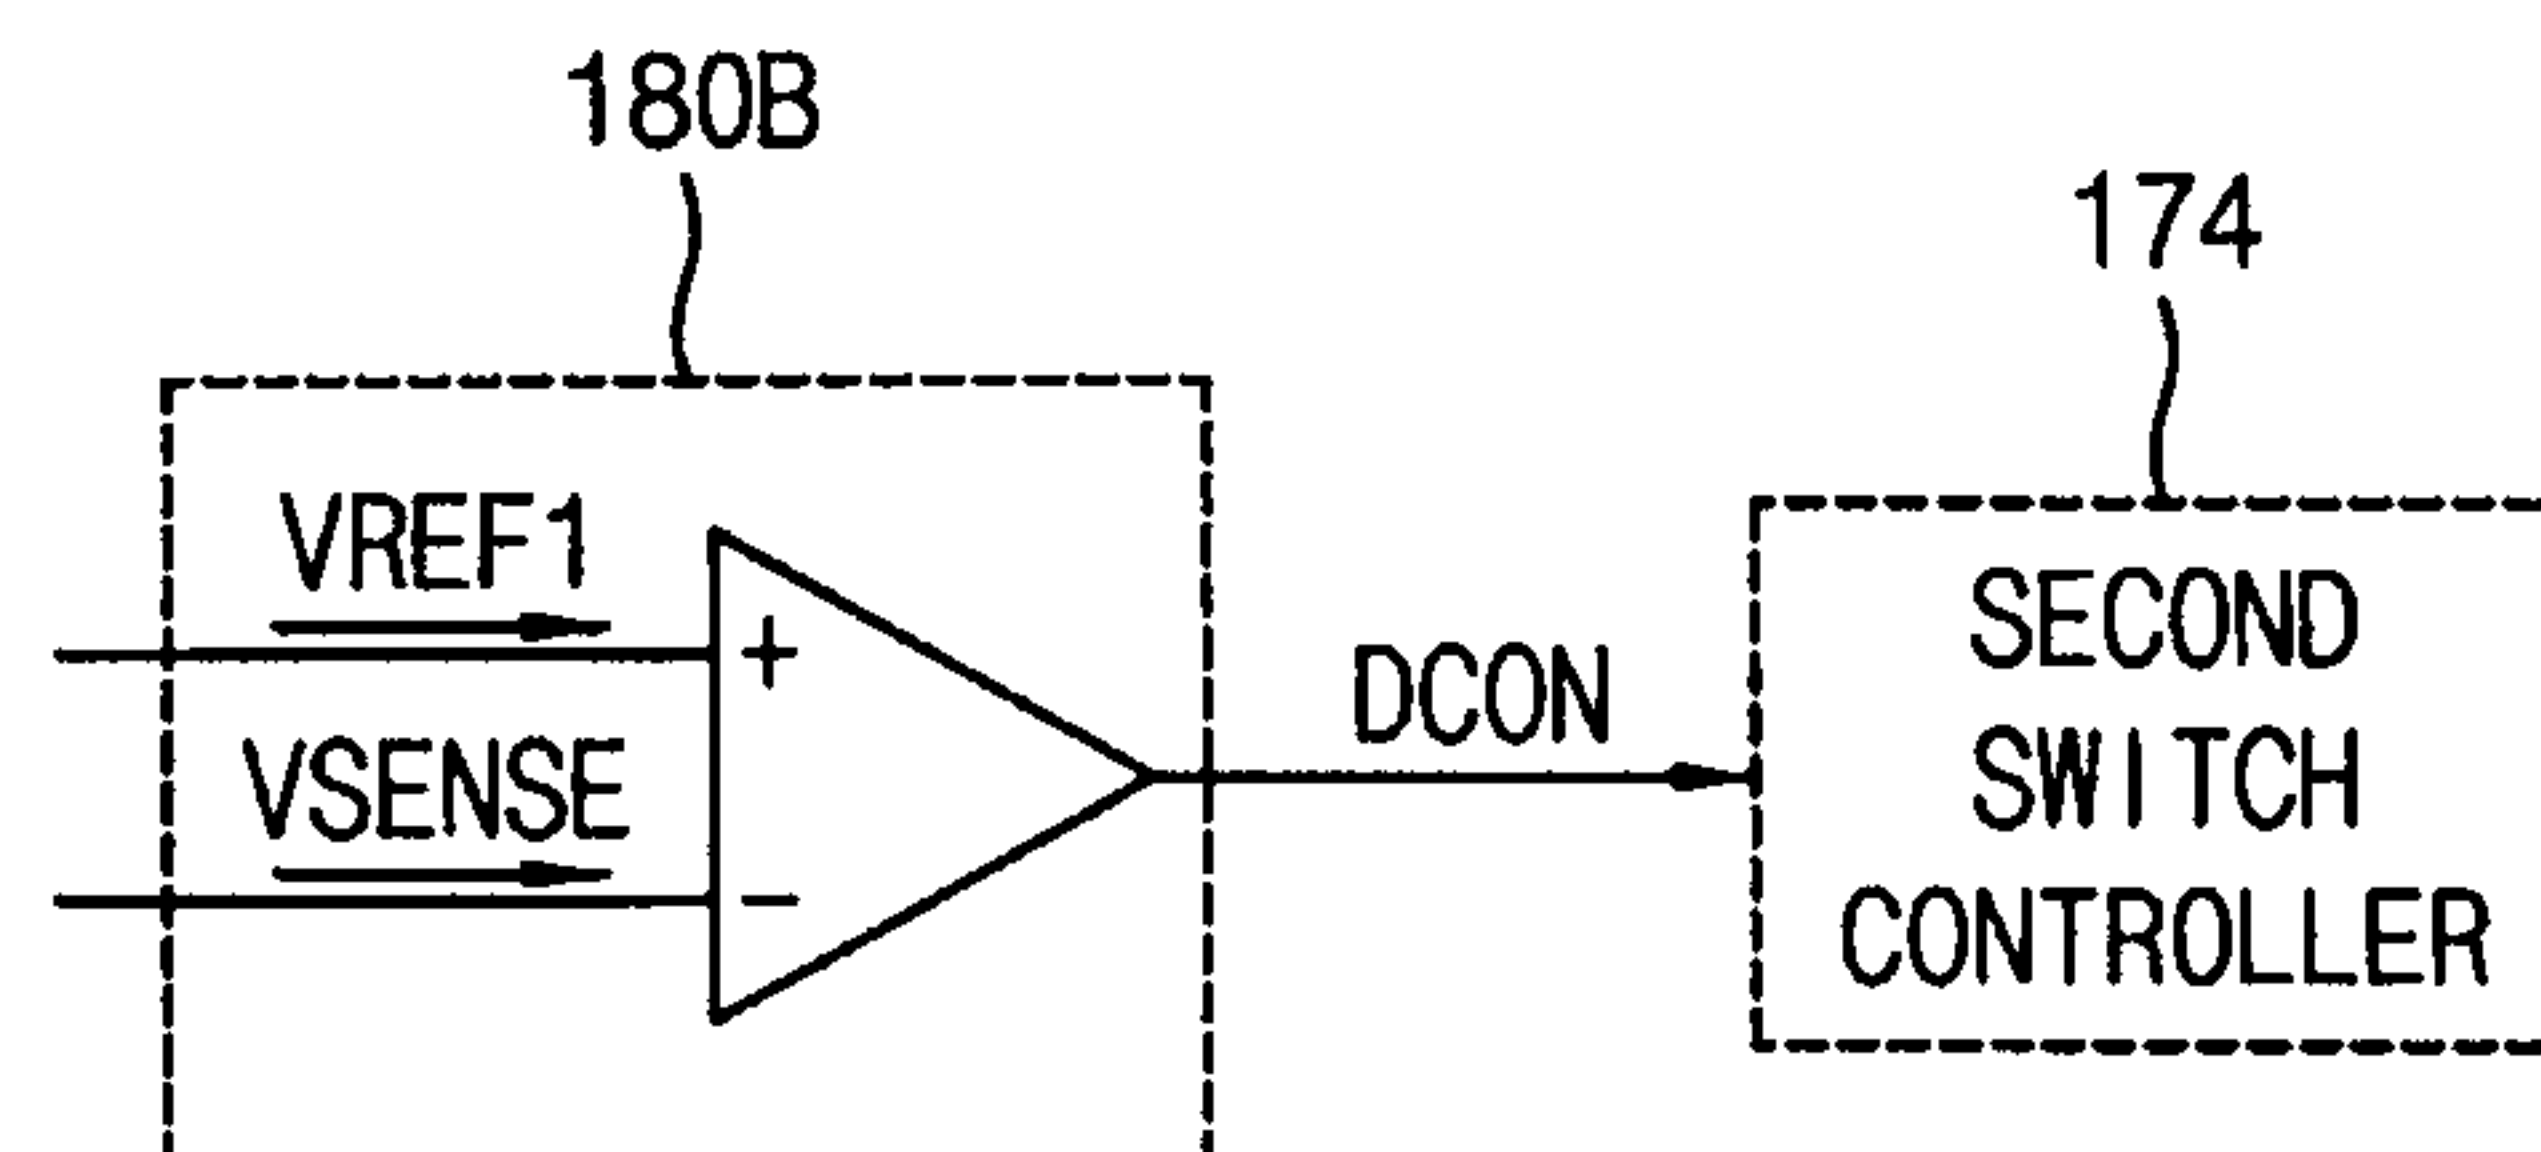 180B
174
VREF1
+
VSENSE
-
DCON
SECOND
SWITCH
CONTROLLER